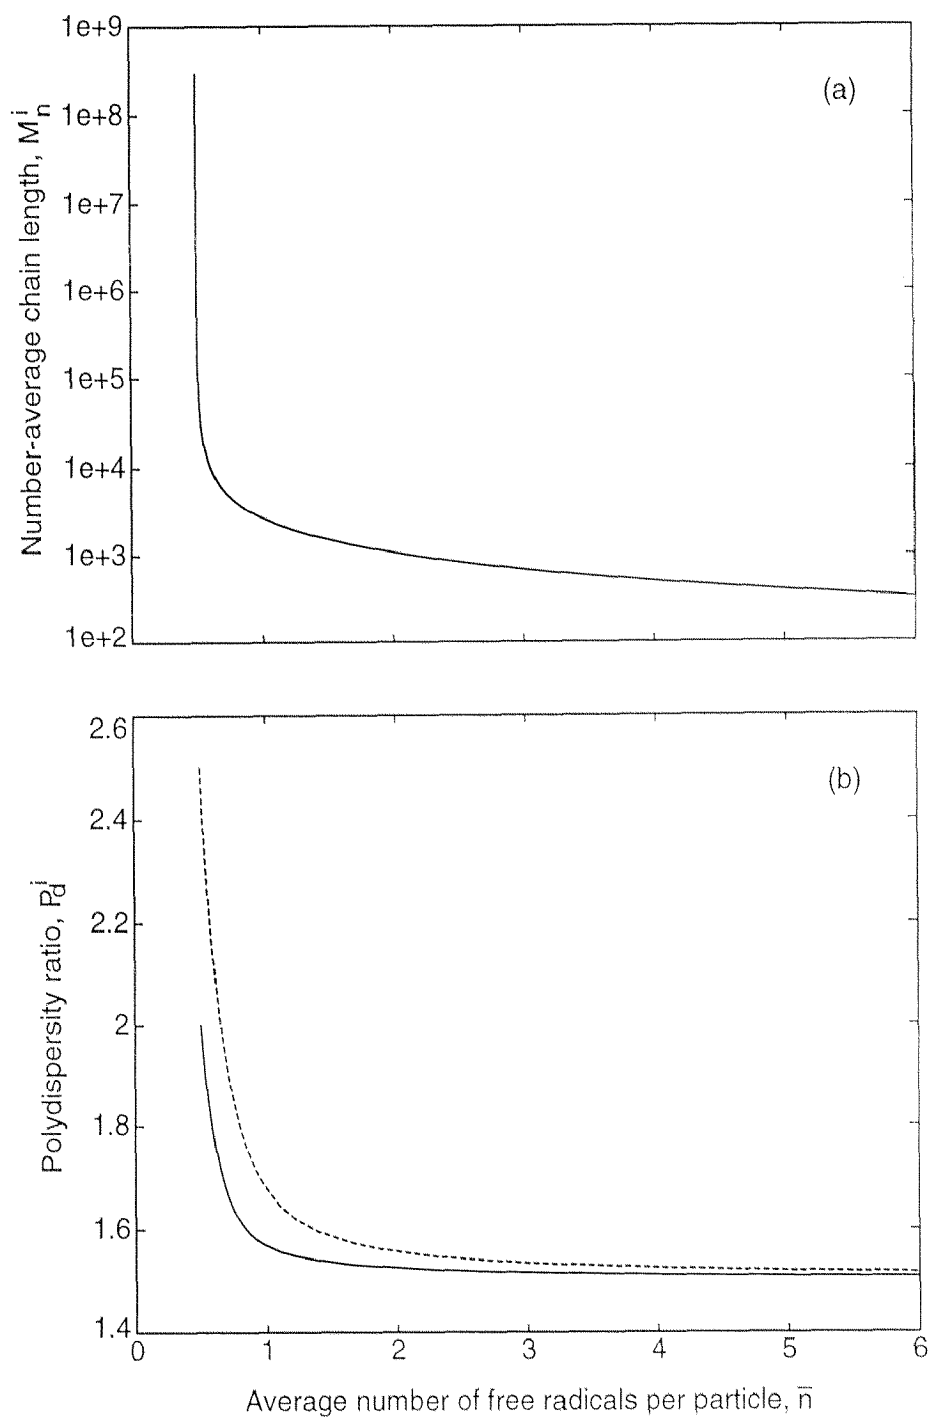 1e+9
(a)
1e+8
1e+7
1e+6
1e+5
1e+4
1e+3
1e+2
Number-average chain length, M_n^i
2.6
(b)
2.4
2.2
2
1.8
1.6
1.4
Polydispersity ratio, P_d^i
0 1 2 3 4 5 6
Average number of free radicals per particle, n̅